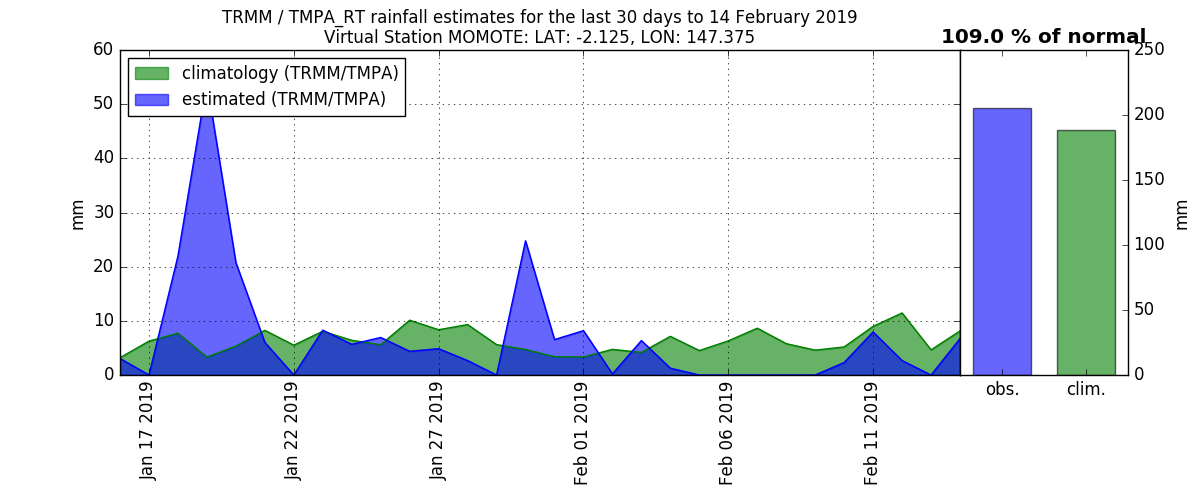 TRMM / TMPA_RT rainfall estimates for the last 30 days to 14 February 2019
Virtual Station MOMOTE: LAT: -2.125, LON: 147.375
109.0 % of normal
climatology (TRMM/TMPA)
estimated (TRMM/TMPA)
60
50
40
30
20
10
0
mm
Jan 17 2019
Jan 22 2019
Jan 27 2019
Feb 01 2019
Feb 06 2019
Feb 11 2019
250
200
150
100
50
0
mm
obs.
clim.